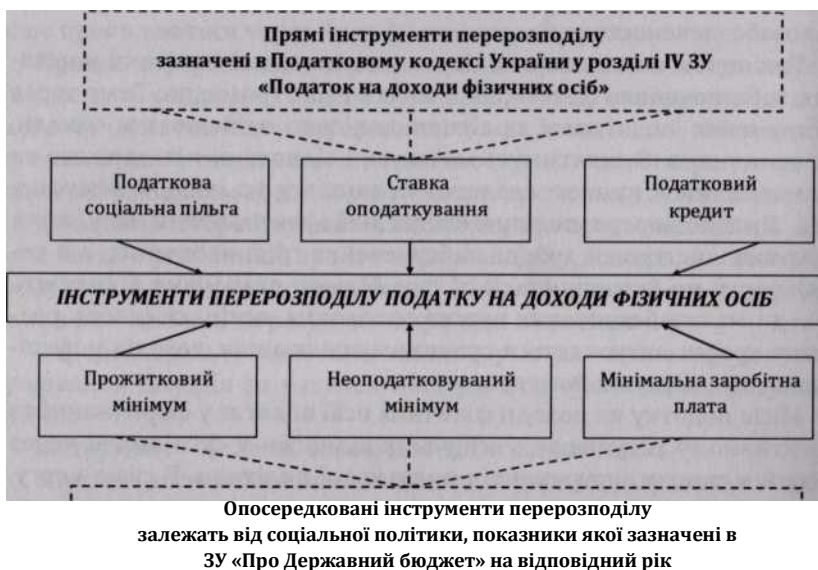 Прямі інструменти перерозподілу
зазначені в Податковому кодексі України у розділі IV ЗУ
«Податок на доходи фізичних осіб»
Податкова
соціальна пільга
Ставка
оподаткування
Податковий
кредит
ІНСТРУМЕНТИ ПЕРЕРОЗПОДІЛУ ПОДАТКУ НА ДОХОДИ ФІЗИЧНИХ ОСІБ
Прожитковий
мінімум
Неоподатковуваний
мінімум
Мінімальна заробітна
плата
Опосередковані інструменти перерозподілу
залежать від соціальної політики, показники якої зазначені в
ЗУ «Про Державний бюджет» на відповідний рік